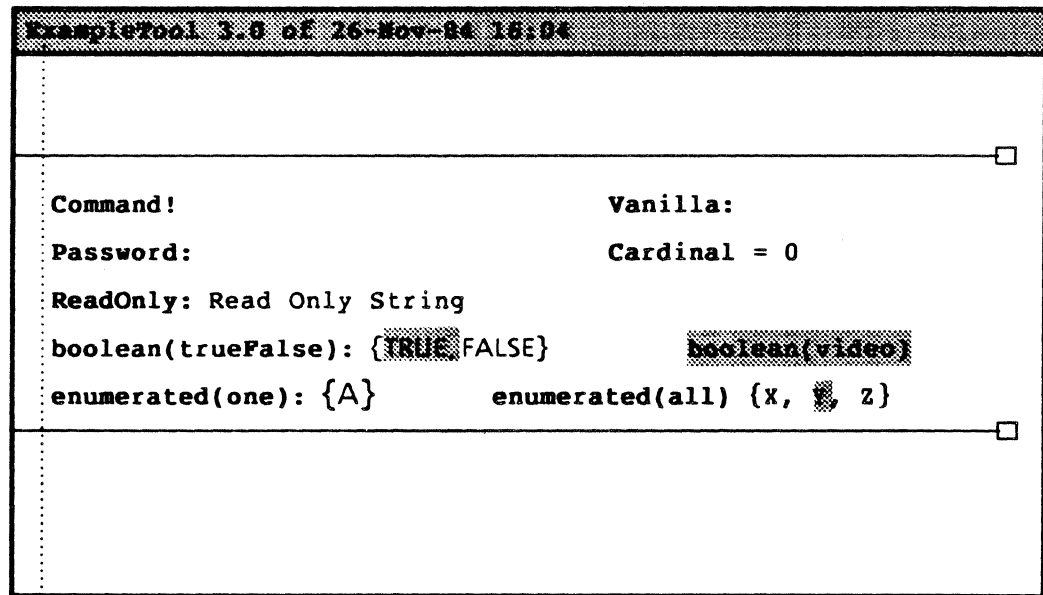 ExampleTool 3.0 of 26-Nov-84 16:04
Command! Vanilla:
Password: Cardinal = 0
ReadOnly: Read Only String
boolean(trueFalse): {TRUE, FALSE} boolean(video)
enumerated(one): {A} enumerated(all) {X, Y, Z}